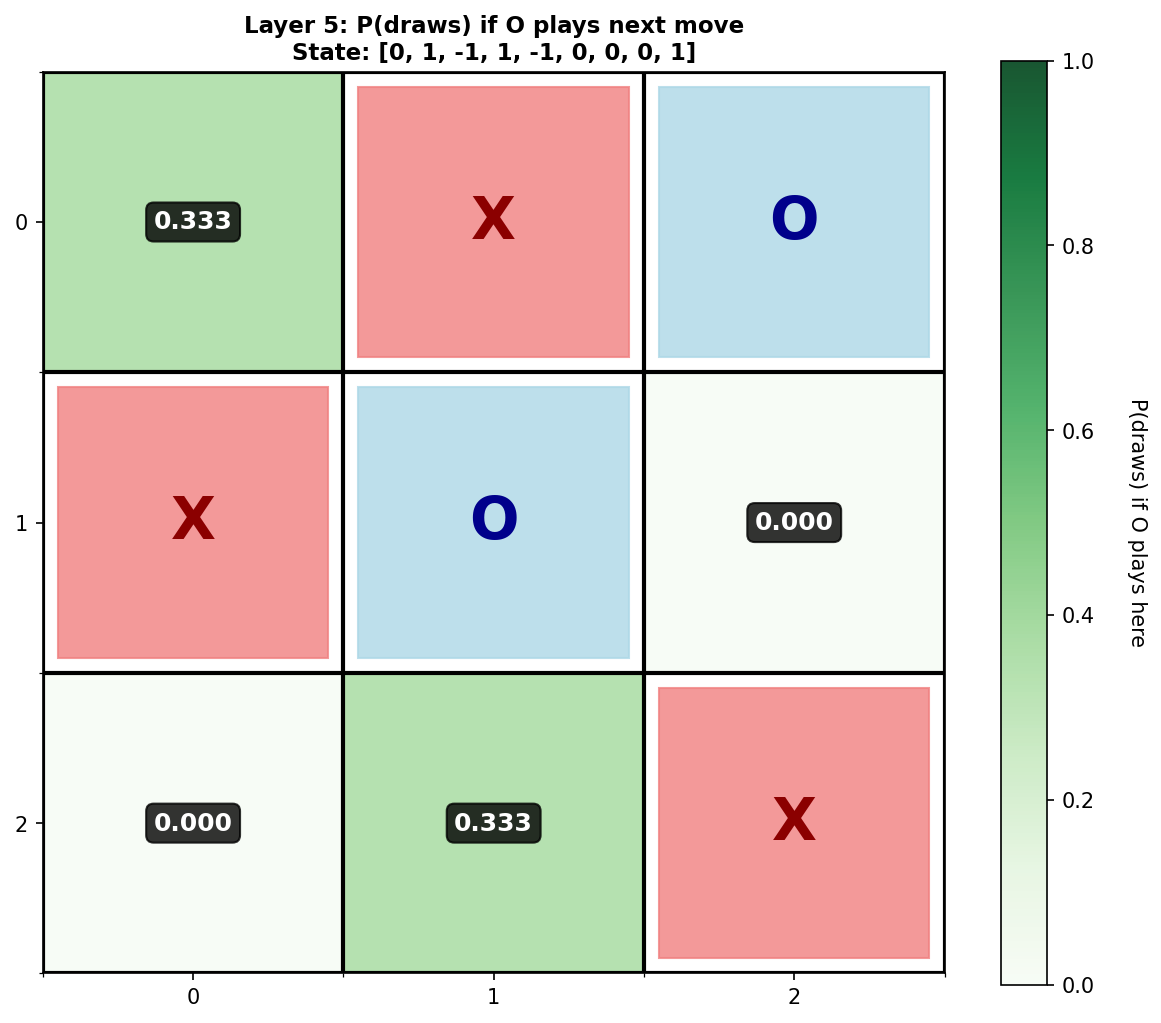 Layer 5: P(draws) if O plays next move
State: [0, 1, -1, 1, -1, 0, 0, 0, 1]
0
0.333
X
O
1
X
O
0.000
2
0.000
0.333
X
0
1
2
1.0
0.8
0.6
0.4
0.2
0.0
P(draws) if O plays here